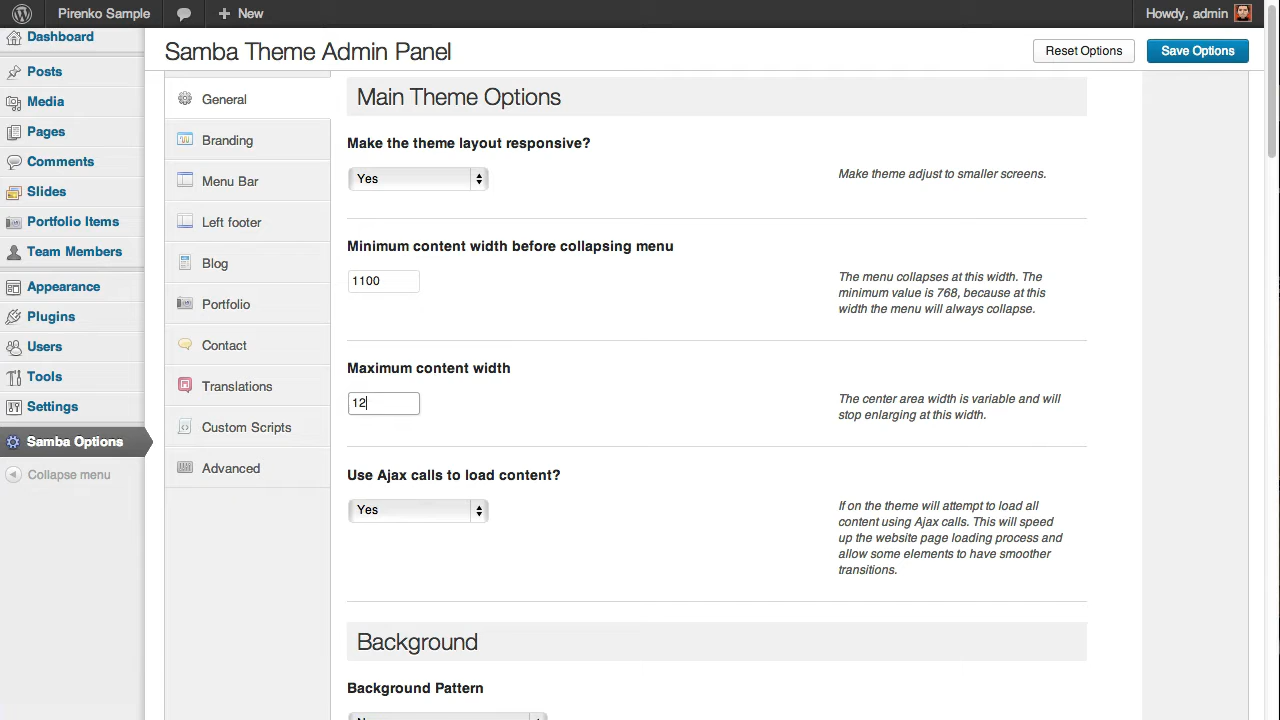 Pirenko Sample
New
Howdy, admin
Dashboard
Posts
Media
Pages
Comments
Slides
Portfolio Items
Team Members
Appearance
Plugins
Users
Tools
Settings
Samba Options
Collapse menu
Samba Theme Admin Panel
Reset Options
Save Options
General
Branding
Menu Bar
Left footer
Blog
Portfolio
Contact
Translations
Custom Scripts
Advanced
Main Theme Options
Make the theme layout responsive?
Yes
Make theme adjust to smaller screens.
Minimum content width before collapsing menu
1100
The menu collapses at this width. The
minimum value is 768, because at this
width the menu will always collapse.
Maximum content width
12
The center area width is variable and will
stop enlarging at this width.
Use Ajax calls to load content?
Yes
If on the theme will attempt to load all
content using Ajax calls. This will speed
up the website page loading process and
allow some elements to have smoother
transitions.
Background
Background Pattern